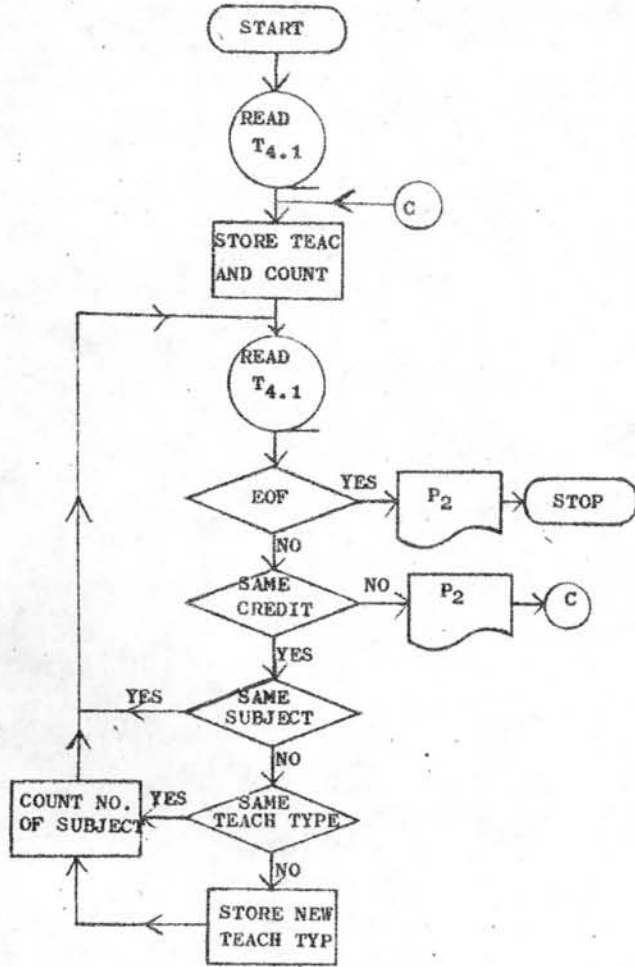 START
READ
T4.1
C
STORE TEAC
AND COUNT
READ
T4.1
EOF
YES
P2
STOP
NO
SAME
CREDIT
NO
P2
C
YES
SAME
SUBJECT
YES
NO
SAME
TEACH TYPE
YES
COUNT NO.
OF SUBJECT
NO
STORE NEW
TEACH TYP